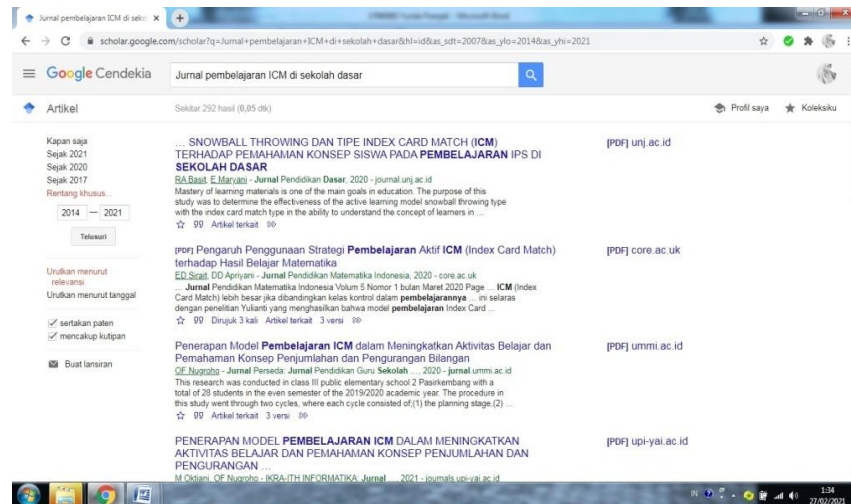 Jurnal pembelajaran ICM di seko
scholar.google.com/scholar?q=Jurnal+pembelajaran+ICM+di+sekolah+dasar&hl=id&as_sdt=2007&as_ylo=2014&as_yhi=2021
Google Cendekia
Jurnal pembelajaran ICM di sekolah dasar
Artikel
Sekitar 292 hasil (0,05 dtk)
Profil saya
Koleksiku
Kapan saja
Sejak 2021
Sejak 2020
Sejak 2017
Rentang khusus...
2014 — 2021
Telusuri
Urutkan menurut
relevansi
Urutkan menurut tanggal
sertakan paten
mencakup kutipan
Buat lansiran
... SNOWBALL THROWING DAN TIPE INDEX CARD MATCH (ICM)
TERHADAP PEMAHAMAN KONSEP SISWA PADA PEMBELAJARAN IPS DI
SEKOLAH DASAR
RA Basit, E Maryani - Jurnal Pendidikan Dasar, 2020 - journal.unj.ac.id
Mastery of learning materials is one of the main goals in education. The purpose of this
study was to determine the effectiveness of the active learning model snowball throwing type
with the index card match type in the ability to understand the concept of learners in ...
Artikel terkait
[PDF] unj.ac.id
[PDF] Pengaruh Penggunaan Strategi Pembelajaran Aktif ICM (Index Card Match)
terhadap Hasil Belajar Matematika
ED Sirait, DD Apriyani - Jurnal Pendidikan Matematika Indonesia, 2020 - core.ac.uk
... Jurnal Pendidikan Matematika Indonesia Volum 5 Nomor 1 bulan Maret 2020 Page ... ICM (Index
Card Match) lebih besar jika dibandingkan kelas kontrol dalam pembelajarannya ... ini selaras
dengan penelitian Yulianti yang menghasilkan bahwa model pembelajaran Index Card ...
Dirujuk 3 kali Artikel terkait 3 versi
[PDF] core.ac.uk
Penerapan Model Pembelajaran ICM dalam Meningkatkan Aktivitas Belajar dan
Pemahaman Konsep Penjumlahan dan Pengurangan Bilangan
OF Nugroho - Jurnal Perseda: Jurnal Pendidikan Guru Sekolah ..., 2020 - jurnal.ummi.ac.id
This research was conducted in class III public elementary school 2 Pasirkembang with a
total of 28 students in the even semester of the 2019/2020 academic year. The procedure in
this study went through two cycles, where each cycle consisted of;(1) the planning stage,(2) ...
Artikel terkait 3 versi
[PDF] ummi.ac.id
PENERAPAN MODEL PEMBELAJARAN ICM DALAM MENINGKATKAN
AKTIVITAS BELAJAR DAN PEMAHAMAN KONSEP PENJUMLAHAN DAN
PENGURANGAN ...
M Oktiani, OF Nugroho - IKRA-ITH INFORMATIKA: Jurnal ..., 2021 - journals.upi-yai.ac.id
[PDF] upi-yai.ac.id
IN
1:34
27/02/2021